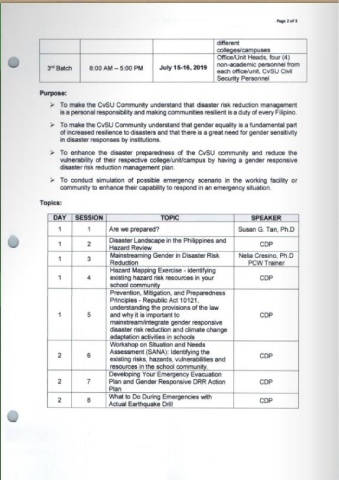 Page 2 of 3
different
colleges/campuses
3rd Batch
8:00 AM – 5:00 PM
July 15-16, 2019
Office/Unit Heads, four (4)
non-academic personnel from
each office/unit, CvSU Civil
Security Personnel
Purpose:
➢ To make the CvSU Community understand that disaster risk reduction management
is a personal responsibility and making communities resilient is a duty of every Filipino.
➢ To make the CvSU Community understand that gender equality is a fundamental part
of increased resilience to disasters and that there is a great need for gender sensitivity
in disaster responses by institutions.
➢ To enhance the disaster preparedness of the CvSU community and reduce the
vulnerability of their respective college/unit/campus by having a gender responsive
disaster risk reduction management plan.
➢ To conduct simulation of possible emergency scenario in the working facility or
community to enhance their capability to respond in an emergency situation.
Topics:
DAY SESSION TOPIC SPEAKER
1 1 Are we prepared? Susan G. Tan, Ph.D
1 2 Disaster Landscape in the Philippines and
Hazard Review CDP
1 3 Mainstreaming Gender in Disaster Risk
Reduction Nelia Cresino, Ph.D
PCW Trainer
1 4 Hazard Mapping Exercise - identifying
existing hazard risk resources in your
school community CDP
1 5 Prevention, Mitigation, and Preparedness
Principles - Republic Act 10121,
understanding the provisions of the law
and why it is important to
mainstream/integrate gender responsive
disaster risk reduction and climate change
adaptation activities in schools CDP
2 6 Workshop on Situation and Needs
Assessment (SANA): Identifying the
existing risks, hazards, vulnerabilities and
resources in the school community. CDP
2 7 Developing Your Emergency Evacuation
Plan and Gender Responsive DRR Action
Plan CDP
2 8 What to Do During Emergencies with
Actual Earthquake Drill CDP